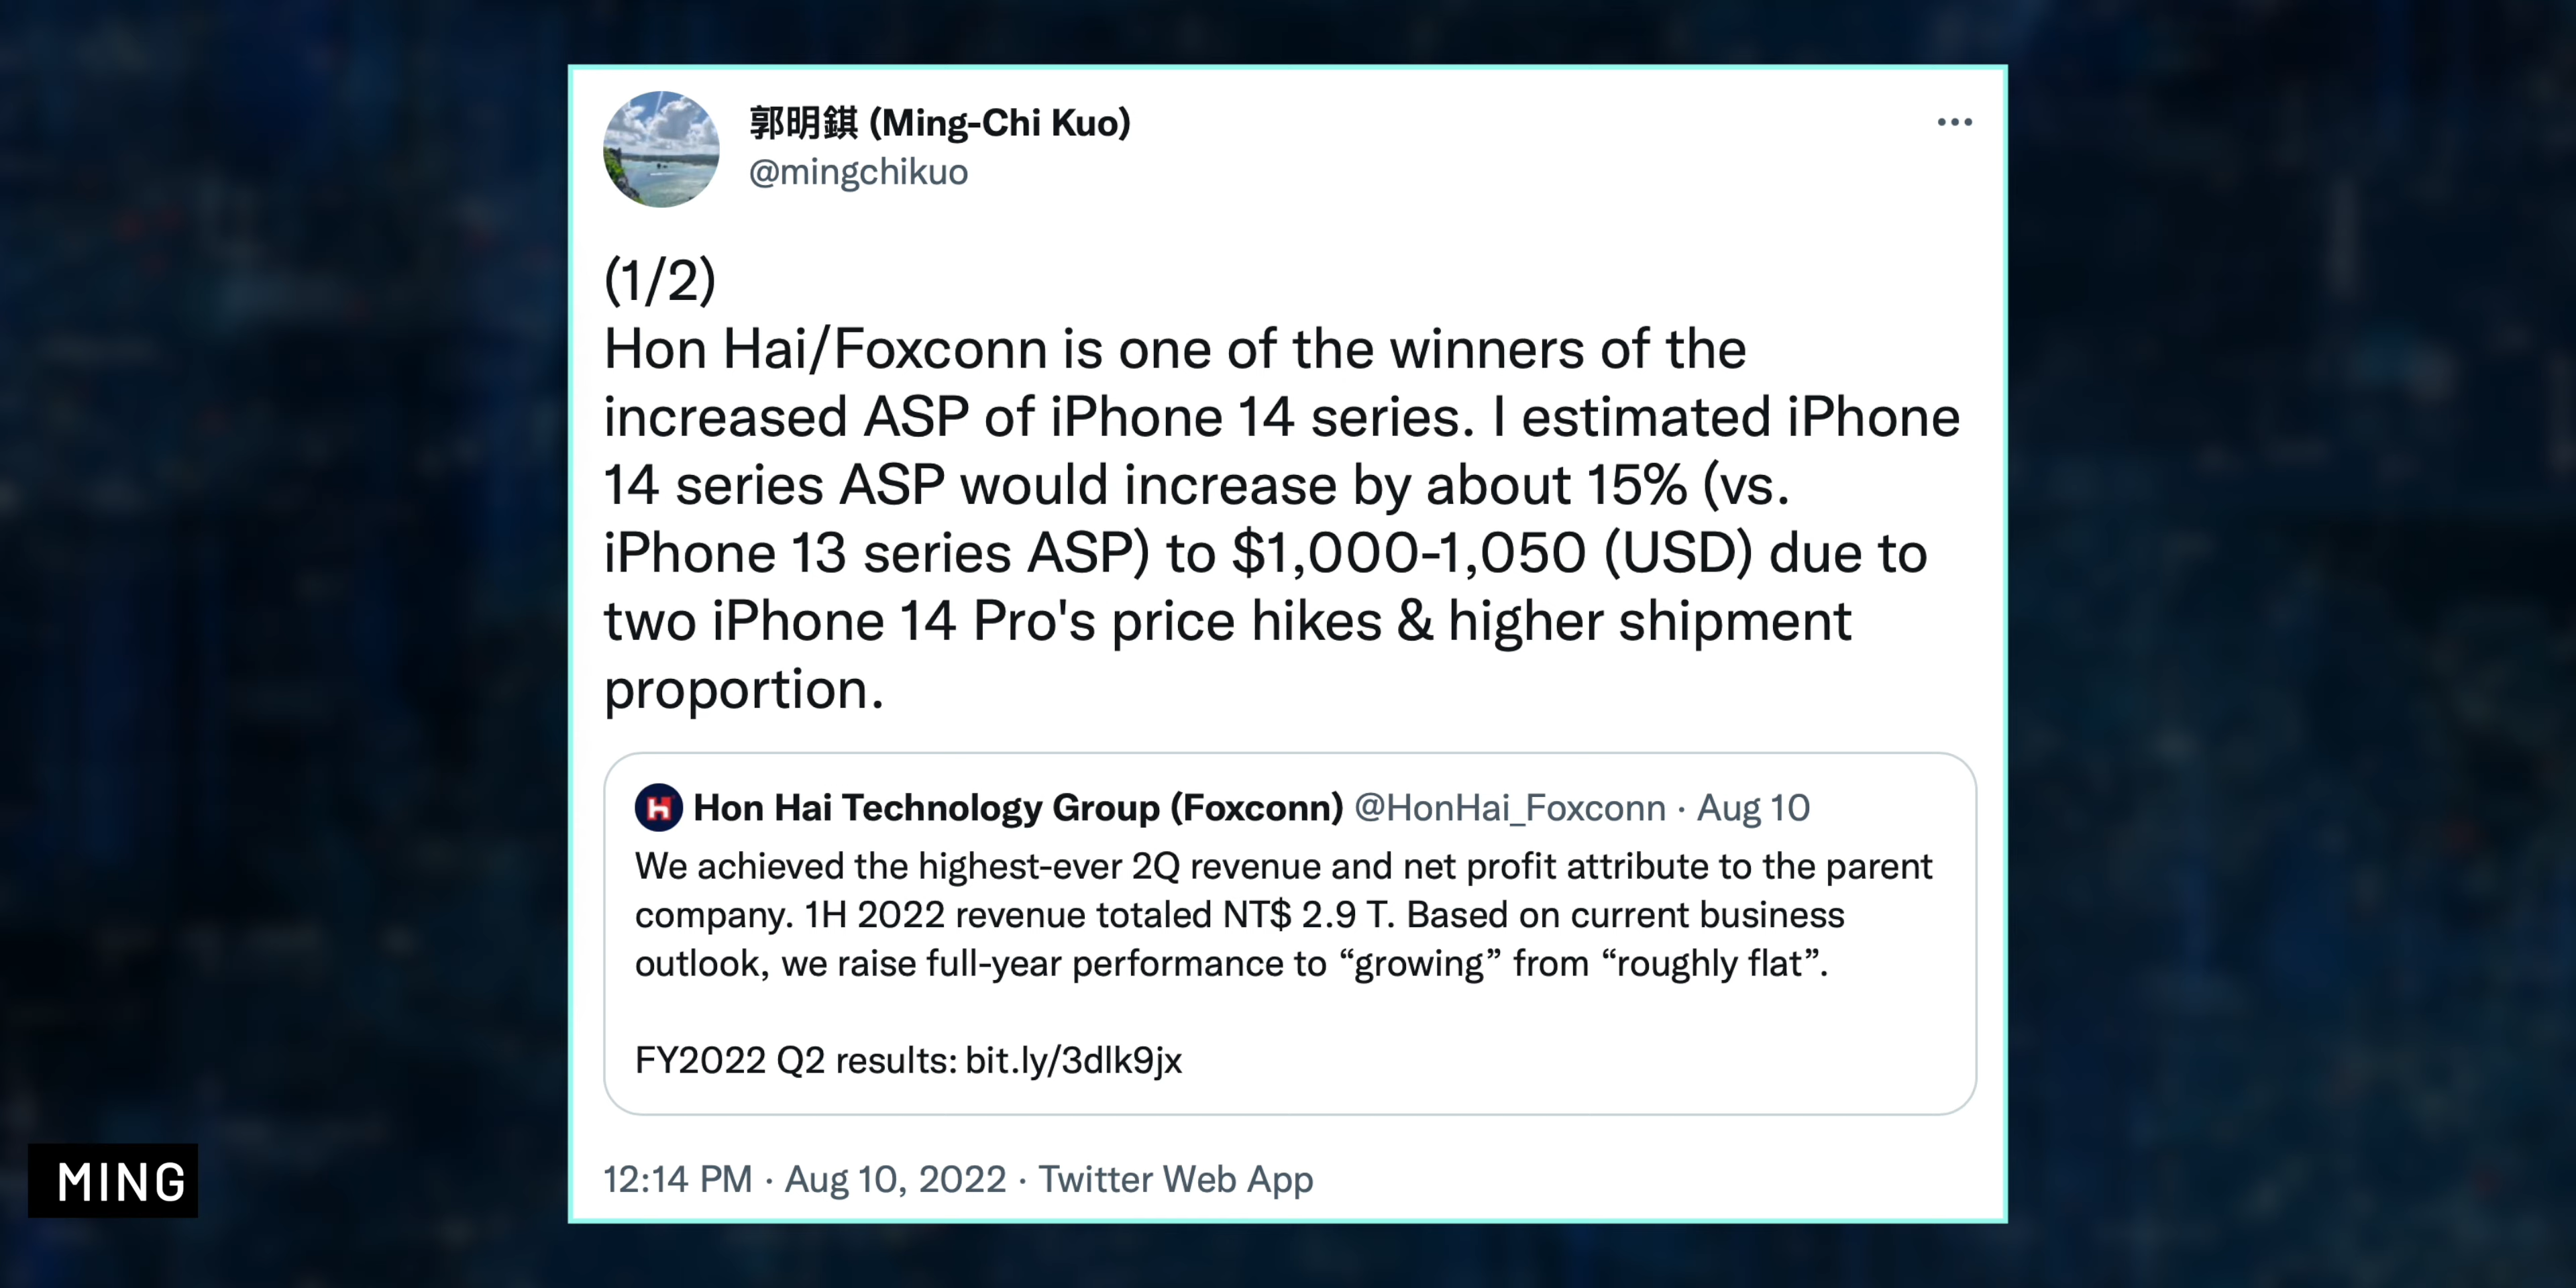 郭明錤 (Ming-Chi Kuo)
@mingchikuo
(1/2)
Hon Hai/Foxconn is one of the winners of the
increased ASP of iPhone 14 series. I estimated iPhone
14 series ASP would increase by about 15% (vs.
iPhone 13 series ASP) to $1,000-1,050 (USD) due to
two iPhone 14 Pro's price hikes & higher shipment
proportion.
Hon Hai Technology Group (Foxconn) @HonHai_Foxconn · Aug 10
We achieved the highest-ever 2Q revenue and net profit attribute to the parent
company. 1H 2022 revenue totaled NT$ 2.9 T. Based on current business
outlook, we raise full-year performance to “growing” from “roughly flat”.
FY2022 Q2 results: bit.ly/3dlk9jx
12:14 PM · Aug 10, 2022 · Twitter Web App
MING